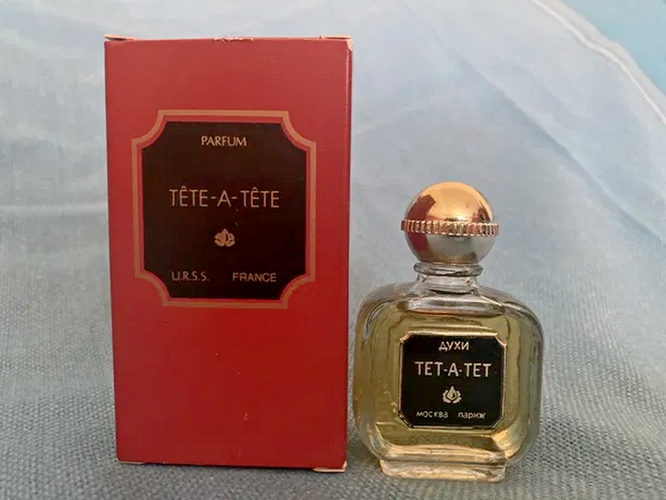 PARFUM
TÊTE-A-TÊTE
U.R.S.S. FRANCE
ДУХИ
ТЕТ-А-ТЕТ
москва париж